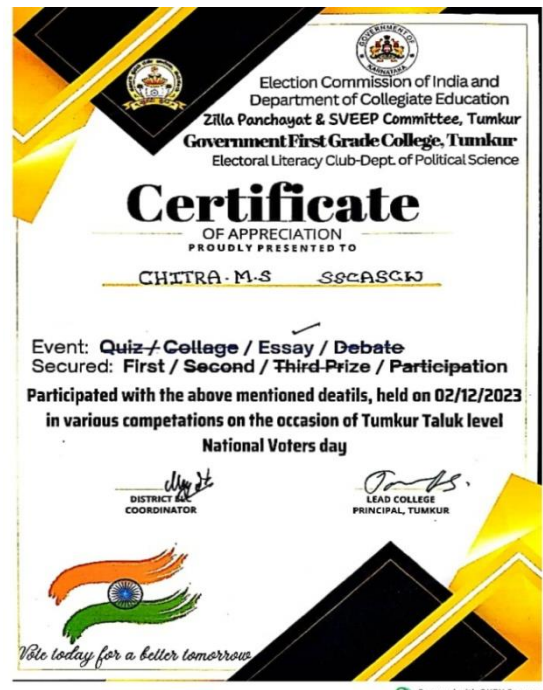 GOVERNMENT OF
KARNATAKA
Election Commission of India and
Department of Collegiate Education
Zilla Panchayat & SVEEP Committee, Tumkur
Government First Grade College, Tumkur
Electoral Literacy Club-Dept. of Political Science
Certificate
OF APPRECIATION
PROUDLY PRESENTED TO
CHITRA. M.S SSCASCW
Event: Quiz / Collage / Essay / Debate
Secured: First / Second / Third Prize / Participation
Participated with the above mentioned deatils, held on 02/12/2023
in various competations on the occasion of Tumkur Taluk level
National Voters day
DISTRICT
COORDINATOR
LEAD COLLEGE
PRINCIPAL, TUMKUR
Vote today for a better tomorrow